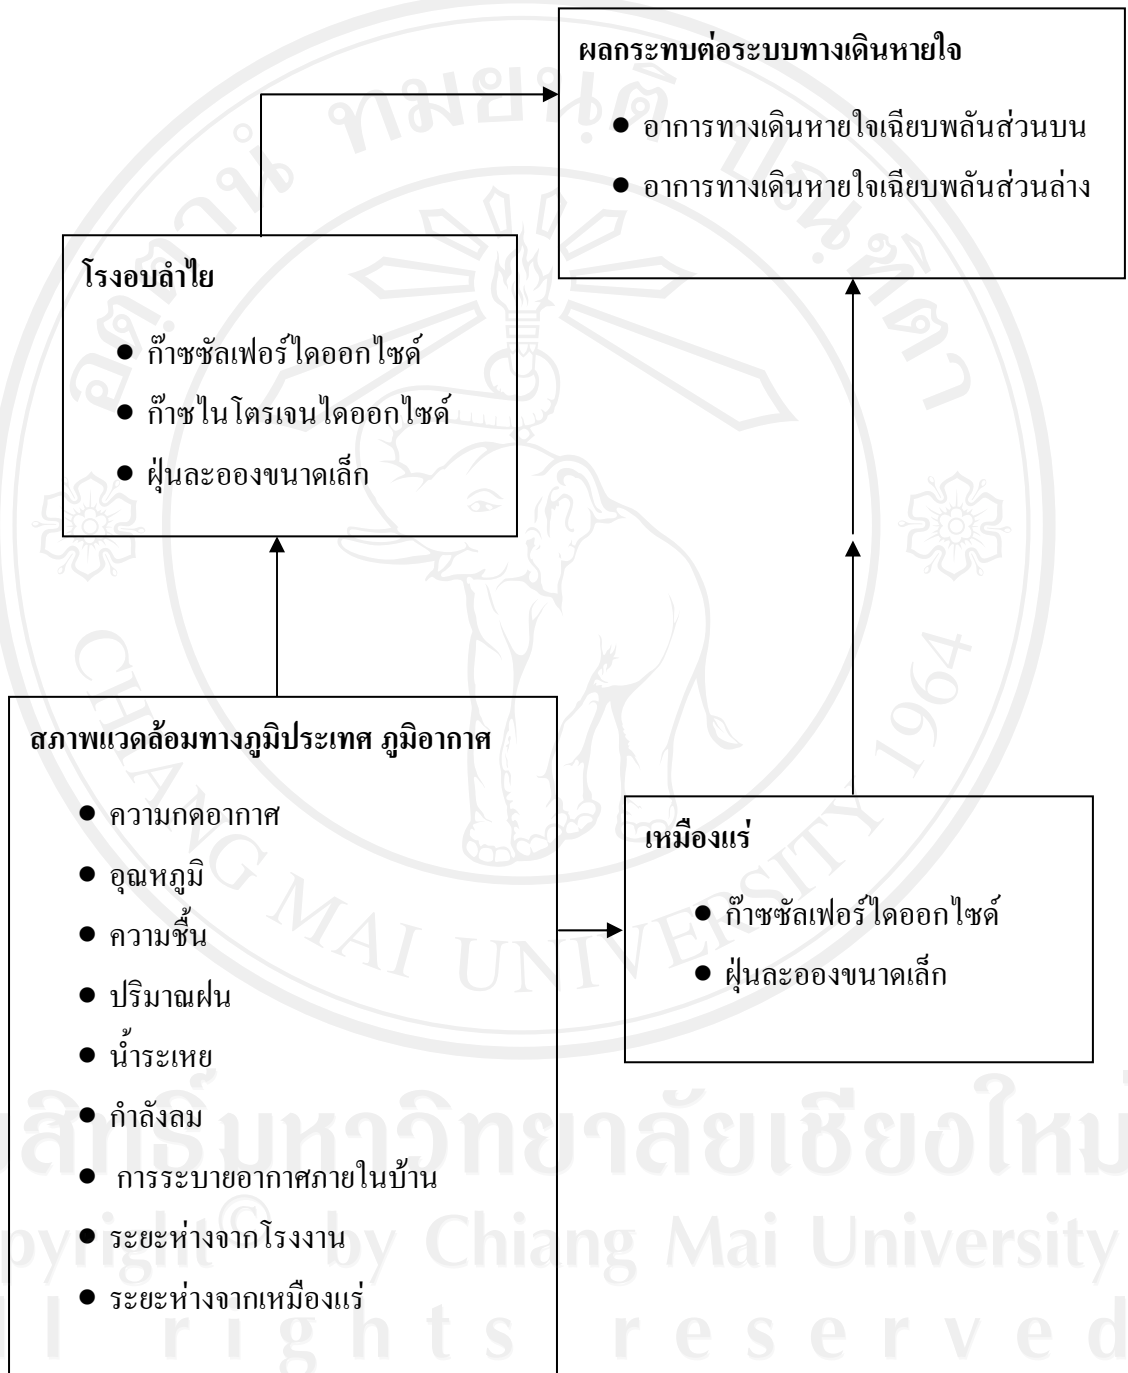 ผลกระทบต่อระบบทางเดินหายใจ
● อาการทางเดินหายใจเฉียบพลันส่วนบน
● อาการทางเดินหายใจเฉียบพลันส่วนล่าง
โรงอบลำไย
● ก๊าซซัลเฟอร์ไดออกไซด์
● ก๊าซไนโตรเจนไดออกไซด์
● ฝุ่นละอองขนาดเล็ก
สภาพแวดล้อมทางภูมิประเทศ ภูมิอากาศ
● ความกดอากาศ
● อุณหภูมิ
● ความชื้น
● ปริมาณฝน
● น้ำระเหย
● กำลังลม
● การระบายอากาศภายในบ้าน
● ระยะห่างจากโรงงาน
● ระยะห่างจากเหมืองแร่
เหมืองแร่
● ก๊าซซัลเฟอร์ไดออกไซด์
● ฝุ่นละอองขนาดเล็ก
CHIANG MAI UNIVERSITY 1964
สิทธิ์มหาวิทยาลัยเชียงใหม่
pyright © by Chiang Mai University
l rights reserved